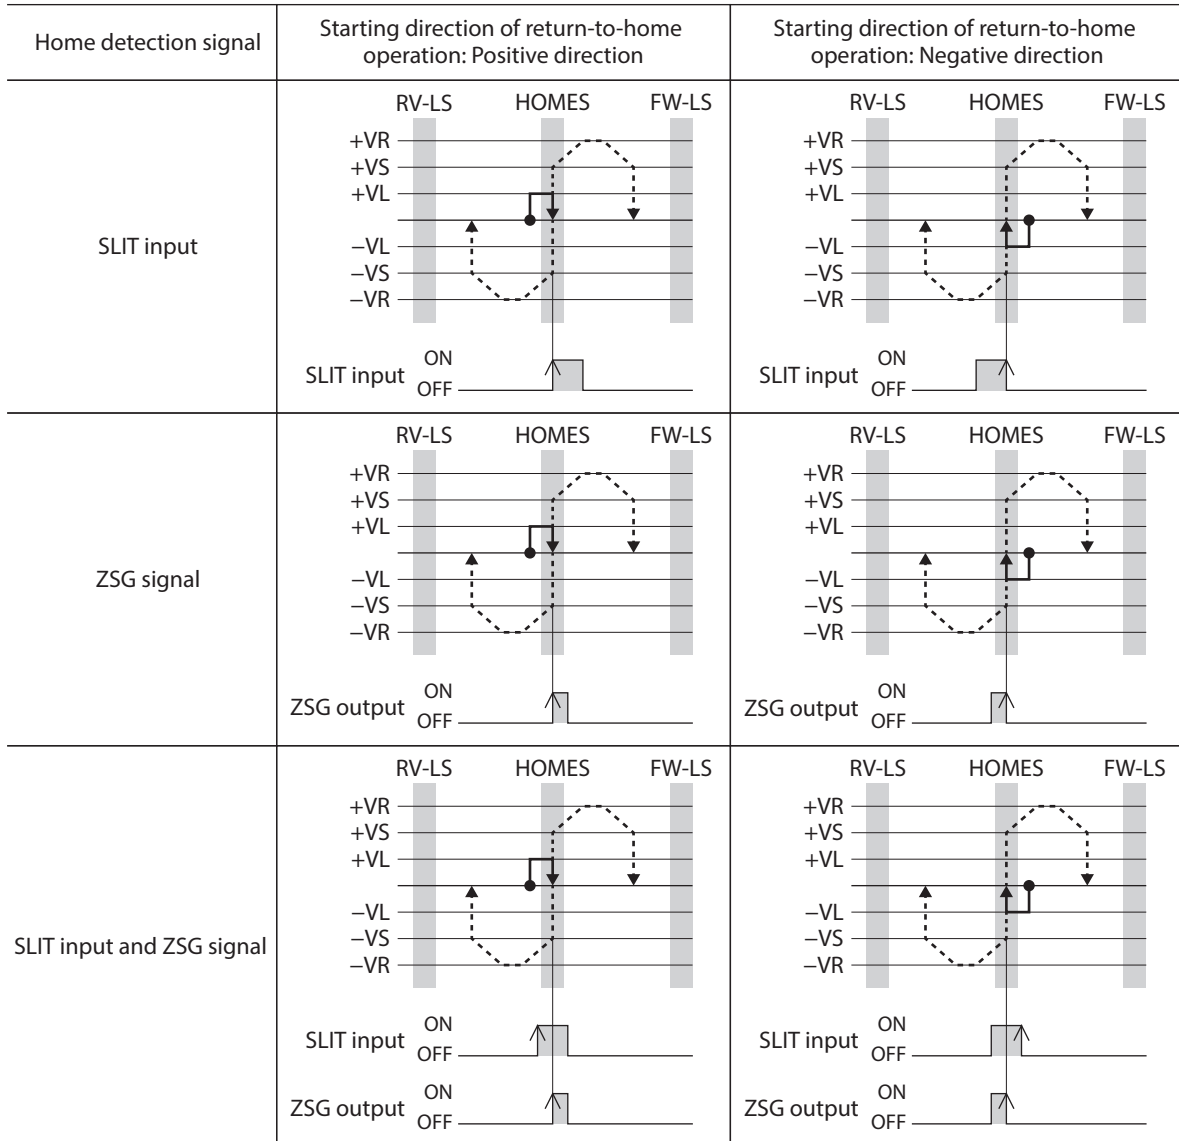 Home detection signal
Starting direction of return-to-home
operation: Positive direction
Starting direction of return-to-home
operation: Negative direction
SLIT input
RV-LS HOMES FW-LS
+VR
+VS
+VL
−VL
−VS
−VR
SLIT input
ON
OFF
RV-LS HOMES FW-LS
+VR
+VS
+VL
−VL
−VS
−VR
SLIT input
ON
OFF
ZSG signal
RV-LS HOMES FW-LS
+VR
+VS
+VL
−VL
−VS
−VR
ZSG output
ON
OFF
RV-LS HOMES FW-LS
+VR
+VS
+VL
−VL
−VS
−VR
ZSG output
ON
OFF
SLIT input and ZSG signal
RV-LS HOMES FW-LS
+VR
+VS
+VL
−VL
−VS
−VR
SLIT input
ON
OFF
ZSG output
ON
OFF
RV-LS HOMES FW-LS
+VR
+VS
+VL
−VL
−VS
−VR
SLIT input
ON
OFF
ZSG output
ON
OFF